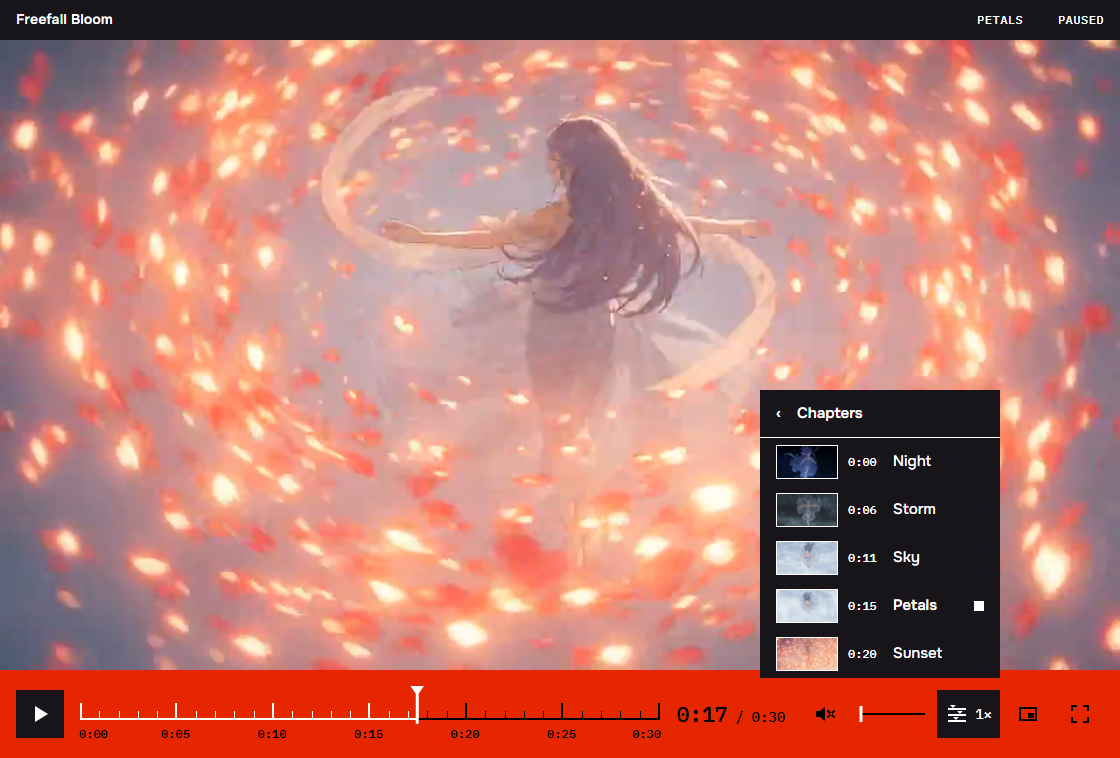 Freefall Bloom PETALS PAUSED
‹ Chapters
0:00 Night
0:06 Storm
0:11 Sky
0:15 Petals
0:20 Sunset
0:17 / 0:30 1×
0:00 0:05 0:10 0:15 0:20 0:25 0:30